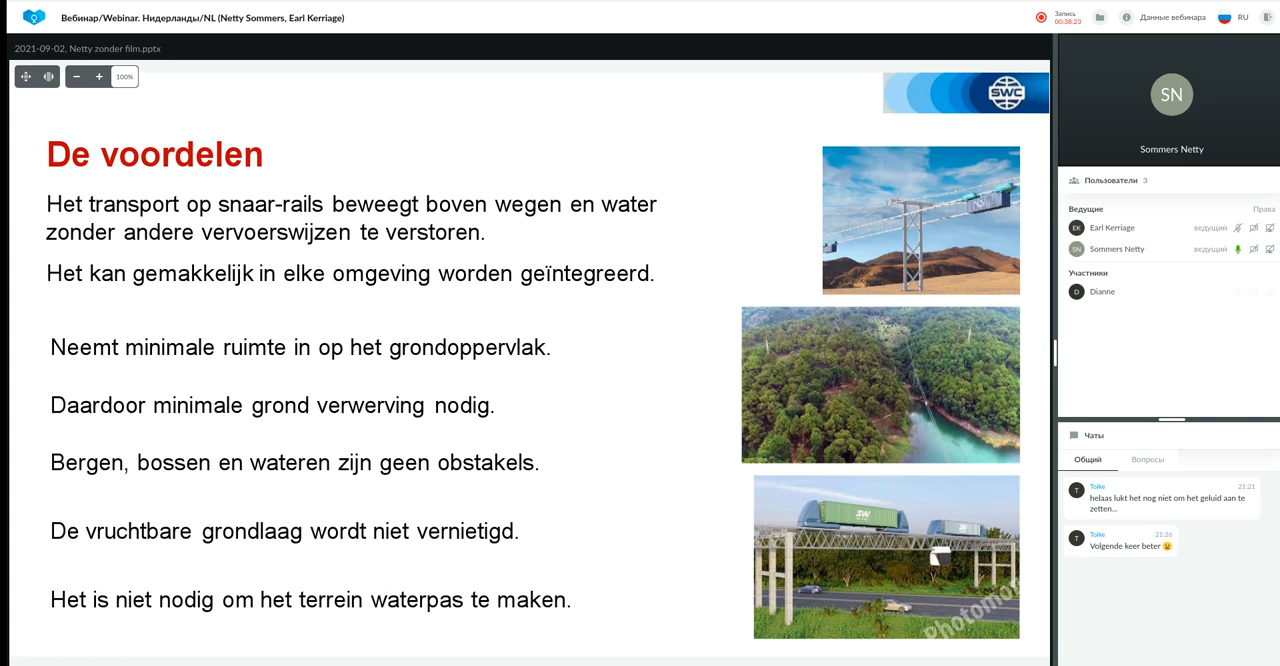 Вебинар/Webinar. Нидерланды/NL (Netty Sommers, Earl Kerriage)
Запись
00:38:23
Данные вебинара
RU
2021-09-02, Netty zonder film.pptx
100%
SWC
De voordelen
Het transport op snaar-rails beweegt boven wegen en water
zonder andere vervoerswijzen te verstoren.
Het kan gemakkelijk in elke omgeving worden geïntegreerd.
Neemt minimale ruimte in op het grondoppervlak.
Daardoor minimale grond verwerving nodig.
Bergen, bossen en wateren zijn geen obstakels.
De vruchtbare grondlaag wordt niet vernietigd.
Het is niet nodig om het terrein waterpas te maken.
SW
Photomon
SN
Sommers Netty
Пользователи 3
Ведущие Права
EK Earl Kerriage ведущий
SN Sommers Netty ведущий
Участники
D Dianne
Чаты
Общий Вопросы
T Toike 21:21
helaas lukt het nog niet om het geluid aan te
zetten...
T Toike 21:26
Volgende keer beter 😉